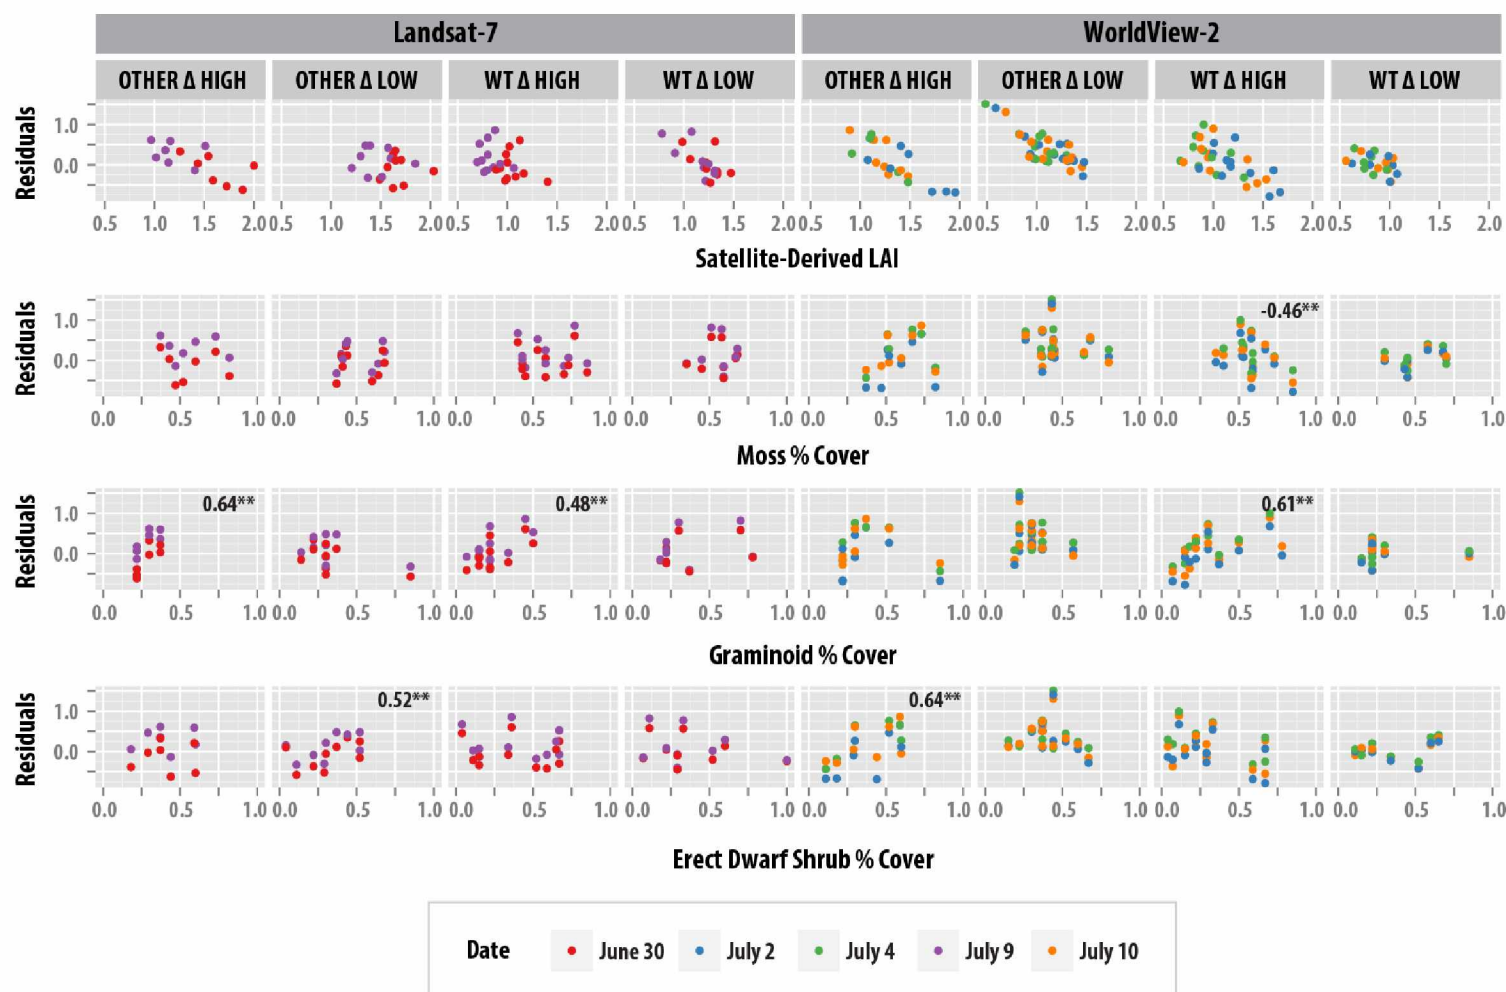 Landsat-7 WorldView-2
OTHER Δ HIGH OTHER Δ LOW WT Δ HIGH WT Δ LOW OTHER Δ HIGH OTHER Δ LOW WT Δ HIGH WT Δ LOW
Residuals
1.0
0.0
0.5 1.0 1.5 2.0 0.5 1.0 1.5 2.0 0.5 1.0 1.5 2.0 0.5 1.0 1.5 2.0 0.5 1.0 1.5 2.0 0.5 1.0 1.5 2.0 0.5 1.0 1.5 2.0 0.5 1.0 1.5 2.0
Satellite-Derived LAI
Residuals
1.0 -0.46**
0.0
0.0 0.5 1.0 0.0 0.5 1.0 0.0 0.5 1.0 0.0 0.5 1.0 0.0 0.5 1.0 0.0 0.5 1.0 0.0 0.5 1.0 0.0 0.5 1.0
Moss % Cover
Residuals
0.64** 0.48** 0.61**
1.0
0.0
0.0 0.5 1.0 0.0 0.5 1.0 0.0 0.5 1.0 0.0 0.5 1.0 0.0 0.5 1.0 0.0 0.5 1.0 0.0 0.5 1.0 0.0 0.5 1.0
Graminoid % Cover
Residuals
0.52** 0.64**
1.0
0.0
0.0 0.5 1.0 0.0 0.5 1.0 0.0 0.5 1.0 0.0 0.5 1.0 0.0 0.5 1.0 0.0 0.5 1.0 0.0 0.5 1.0 0.0 0.5 1.0
Erect Dwarf Shrub % Cover
Date June 30 July 2 July 4 July 9 July 10